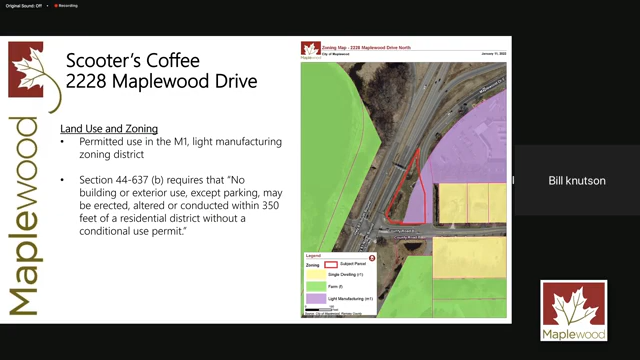 Original Sound: Off
Recording
Maplewood
Scooter's Coffee
2228 Maplewood Drive
Land Use and Zoning
• Permitted use in the M1, light manufacturing
zoning district
• Section 44-637 (b) requires that "No
building or exterior use, except parking, may
be erected, altered or conducted within 350
feet of a residential district without a
conditional use permit."
Zoning Map - 2228 Maplewood Drive North
City of Maplewood
January 11, 2022
Legend
Zoning
Subject Parcel
Single Dwelling (r1)
Farm (f)
Light Manufacturing (m1)
Bill knutson
Maplewood